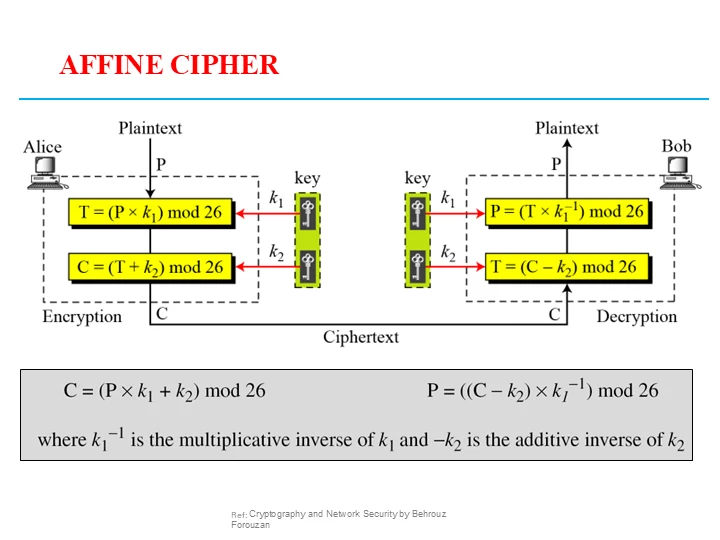 AFFINE CIPHER
Plaintext
Plaintext
Alice
Bob
P
P
key
key
k₁
k₁
T = (P × k₁) mod 26
P = (T × k₁⁻¹) mod 26
k₂
k₂
C = (T + k₂) mod 26
T = (C − k₂) mod 26
Encryption
C
C
Decryption
Ciphertext
C = (P × k₁ + k₂) mod 26
P = ((C − k₂) × k₁⁻¹) mod 26
where k₁⁻¹ is the multiplicative inverse of k₁ and −k₂ is the additive inverse of k₂
Ref: Cryptography and Network Security by Behrouz
Forouzan